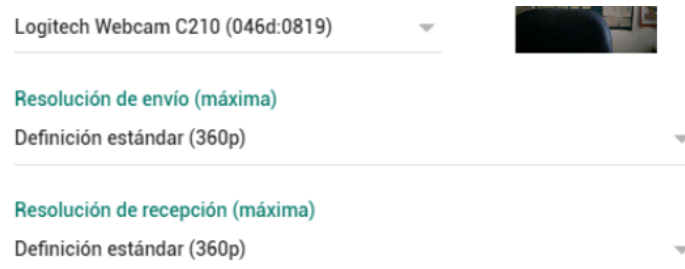 Logitech Webcam C210 (046d:0819)
Resolución de envío (máxima)
Definición estándar (360p)
Resolución de recepción (máxima)
Definición estándar (360p)